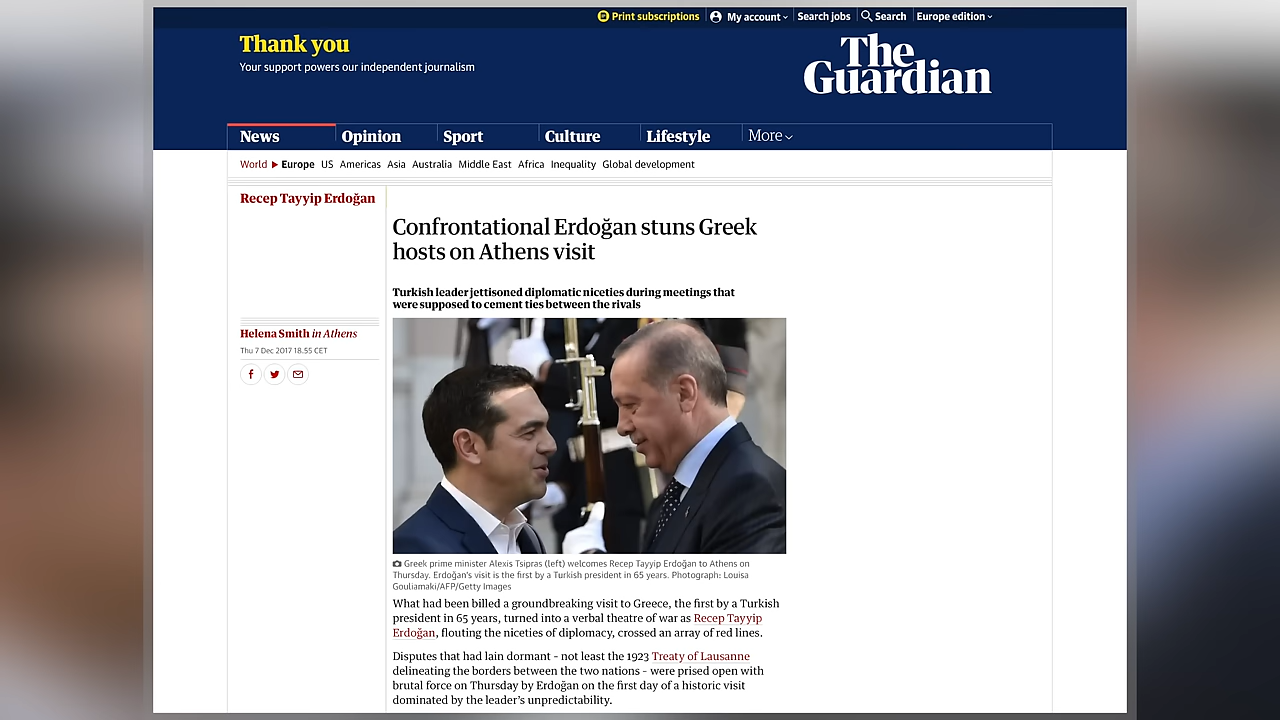 Print subscriptions My account Search jobs Search Europe edition
Thank you
Your support powers our independent journalism
The
Guardian
News Opinion Sport Culture Lifestyle More
World Europe US Americas Asia Australia Middle East Africa Inequality Global development
Recep Tayyip Erdoğan
Confrontational Erdoğan stuns Greek
hosts on Athens visit
Turkish leader jettisoned diplomatic niceties during meetings that
were supposed to cement ties between the rivals
Helena Smith in Athens
Thu 7 Dec 2017 18.55 CET
Greek prime minister Alexis Tsipras (left) welcomes Recep Tayyip Erdoğan to Athens on
Thursday. Erdoğan's visit is the first by a Turkish president in 65 years. Photograph: Louisa
Gouliamaki/AFP/Getty Images
What had been billed a groundbreaking visit to Greece, the first by a Turkish
president in 65 years, turned into a verbal theatre of war as Recep Tayyip
Erdoğan, flouting the niceties of diplomacy, crossed an array of red lines.
Disputes that had lain dormant – not least the 1923 Treaty of Lausanne
delineating the borders between the two nations – were prised open with
brutal force on Thursday by Erdoğan on the first day of a historic visit
dominated by the leader's unpredictability.